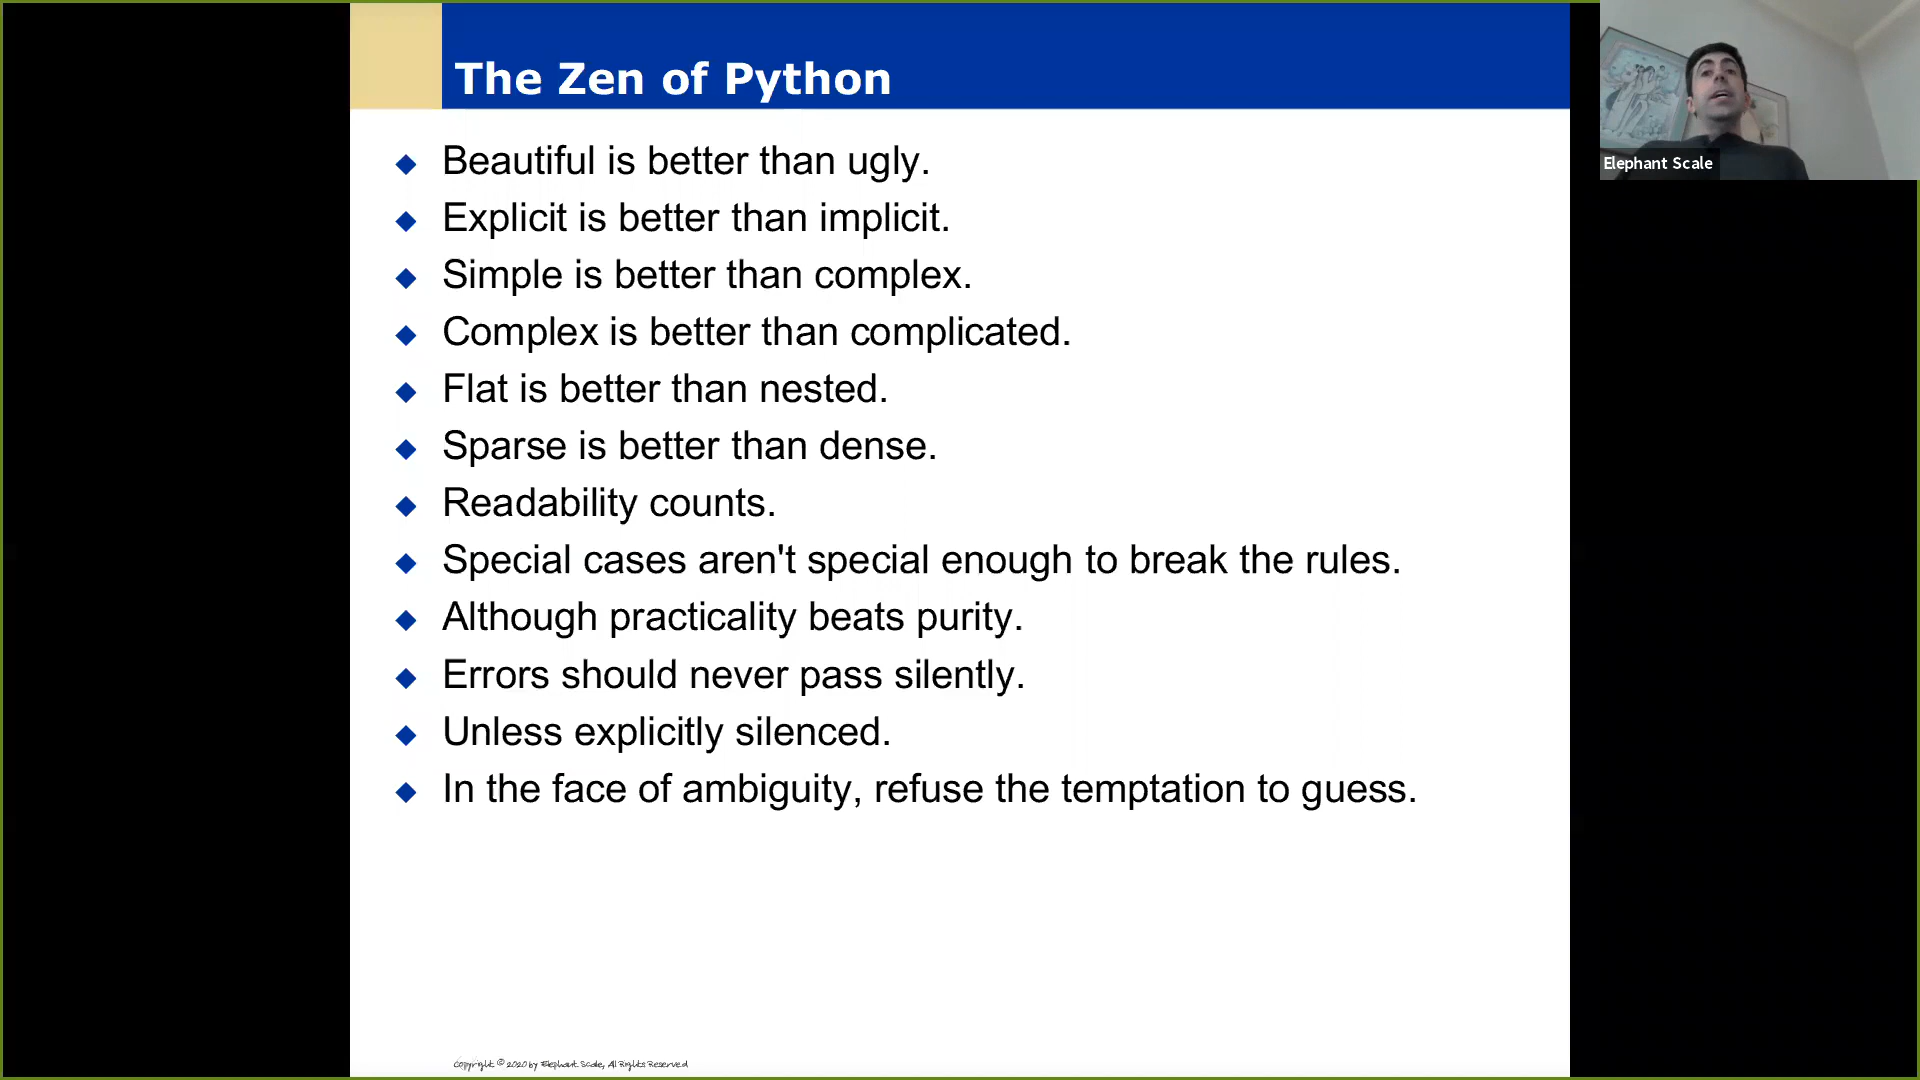 The Zen of Python
Elephant Scale
Beautiful is better than ugly.
Explicit is better than implicit.
Simple is better than complex.
Complex is better than complicated.
Flat is better than nested.
Sparse is better than dense.
Readability counts.
Special cases aren't special enough to break the rules.
Although practicality beats purity.
Errors should never pass silently.
Unless explicitly silenced.
In the face of ambiguity, refuse the temptation to guess.
Copyright © 2020 by Elephant Scale, All Rights Reserved